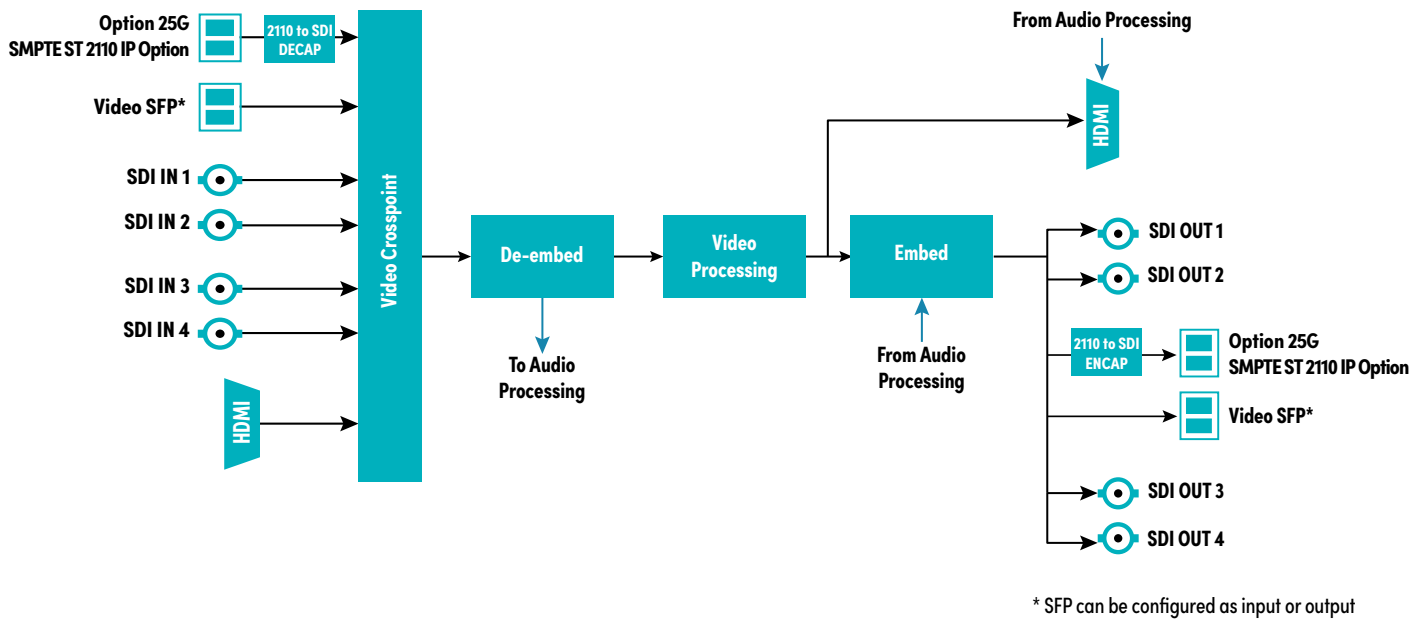 Option 25G
SMPTE ST 2110 IP Option
2110 to SDI
DECAP
Video SFP*
SDI IN 1
SDI IN 2
SDI IN 3
SDI IN 4
HDMI
Video Crosspoint
De-embed
To Audio
Processing
Video
Processing
From Audio Processing
HDMI
Embed
From Audio
Processing
SDI OUT 1
SDI OUT 2
2110 to SDI
ENCAP
Option 25G
SMPTE ST 2110 IP Option
Video SFP*
SDI OUT 3
SDI OUT 4
* SFP can be configured as input or output